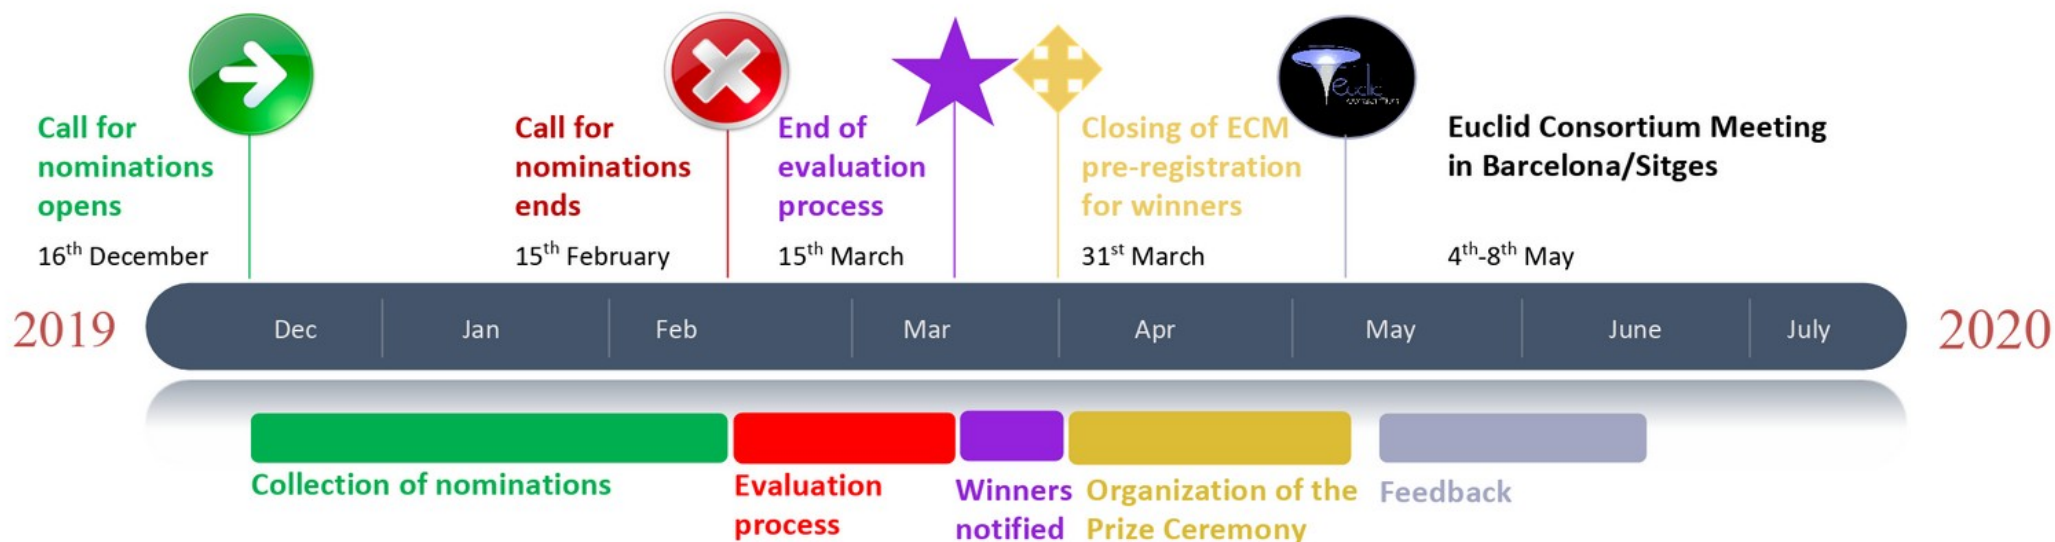 Call for
nominations
opens
16th December
Call for
nominations
ends
15th February
End of
evaluation
process
15th March
Closing of ECM
pre-registration
for winners
31st March
Euclid Consortium Meeting
in Barcelona/Sitges
4th-8th May
2019
Dec
Jan
Feb
Mar
Apr
May
June
July
2020
Collection of nominations
Evaluation
process
Winners
notified
Organization of the
Prize Ceremony
Feedback